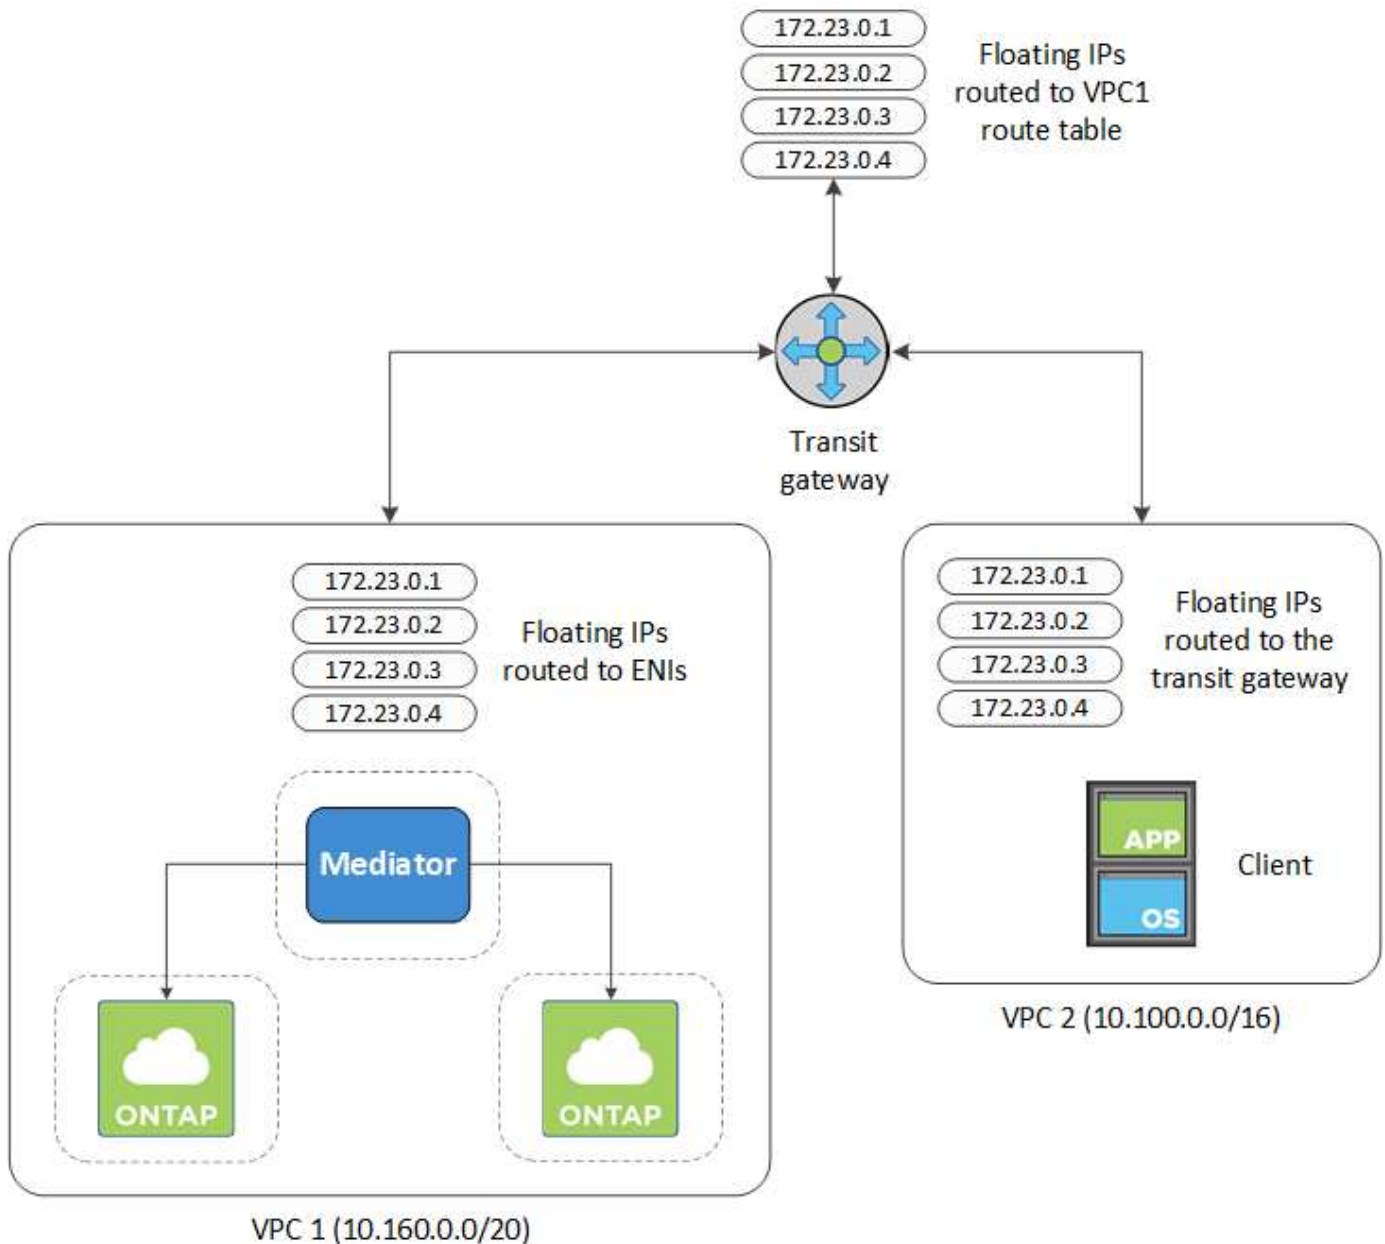 172.23.0.1
172.23.0.2
172.23.0.3
172.23.0.4
Floating IPs
routed to VPC1
route table
Transit
gateway
172.23.0.1
172.23.0.2
172.23.0.3
172.23.0.4
Floating IPs
routed to ENIs
Mediator
ONTAP
ONTAP
VPC 1 (10.160.0.0/20)
172.23.0.1
172.23.0.2
172.23.0.3
172.23.0.4
Floating IPs
routed to the
transit gateway
APP
OS
Client
VPC 2 (10.100.0.0/16)